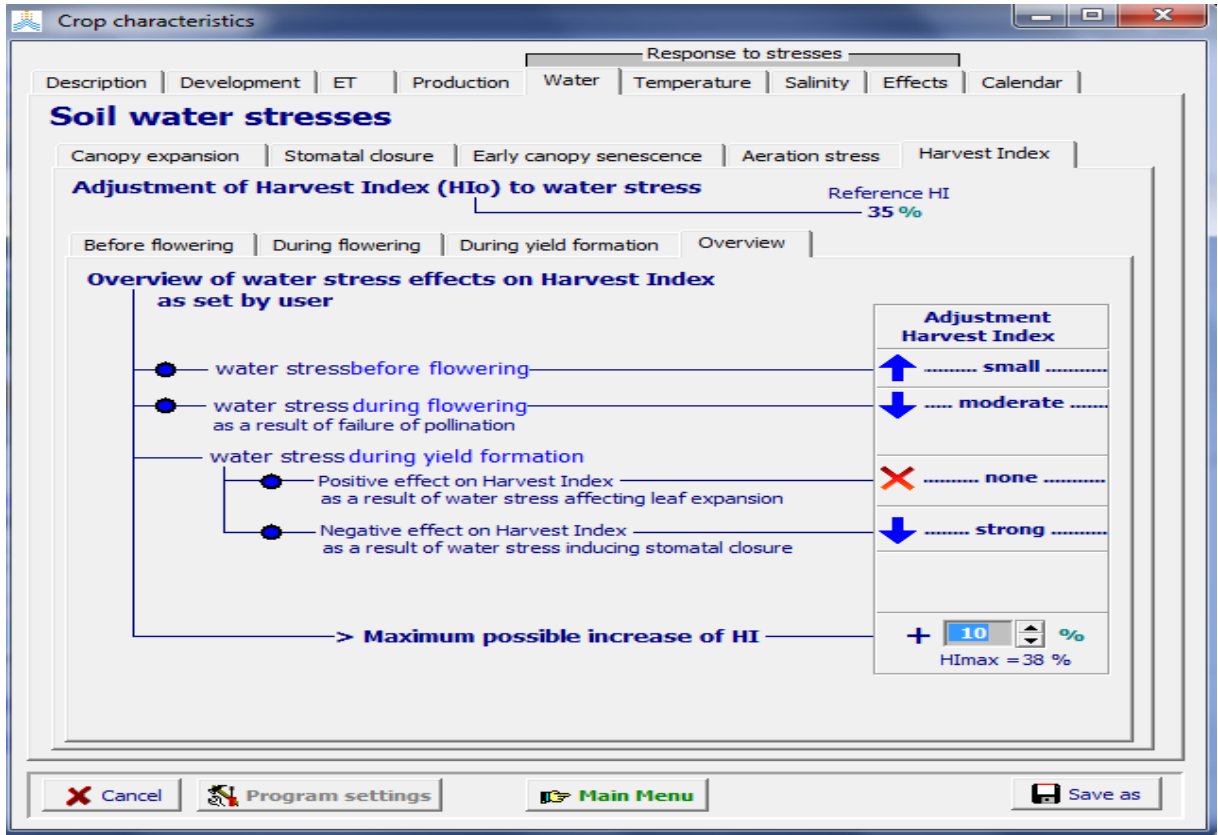 Crop characteristics
Response to stresses
Description Development ET Production Water Temperature Salinity Effects Calendar
Soil water stresses
Canopy expansion Stomatal closure Early canopy senescence Aeration stress Harvest Index
Adjustment of Harvest Index (HIo) to water stress
Reference HI
35 %
Before flowering During flowering During yield formation Overview
Overview of water stress effects on Harvest Index
as set by user
Adjustment
Harvest Index
water stressbefore flowering ......... small ...........
water stress during flowering ..... moderate .......
as a result of failure of pollination
water stress during yield formation
Positive effect on Harvest Index .......... none ...........
as a result of water stress affecting leaf expansion
Negative effect on Harvest Index ........ strong ..........
as a result of water stress inducing stomatal closure
> Maximum possible increase of HI + 10 %
HImax = 38 %
Cancel Program settings Main Menu Save as